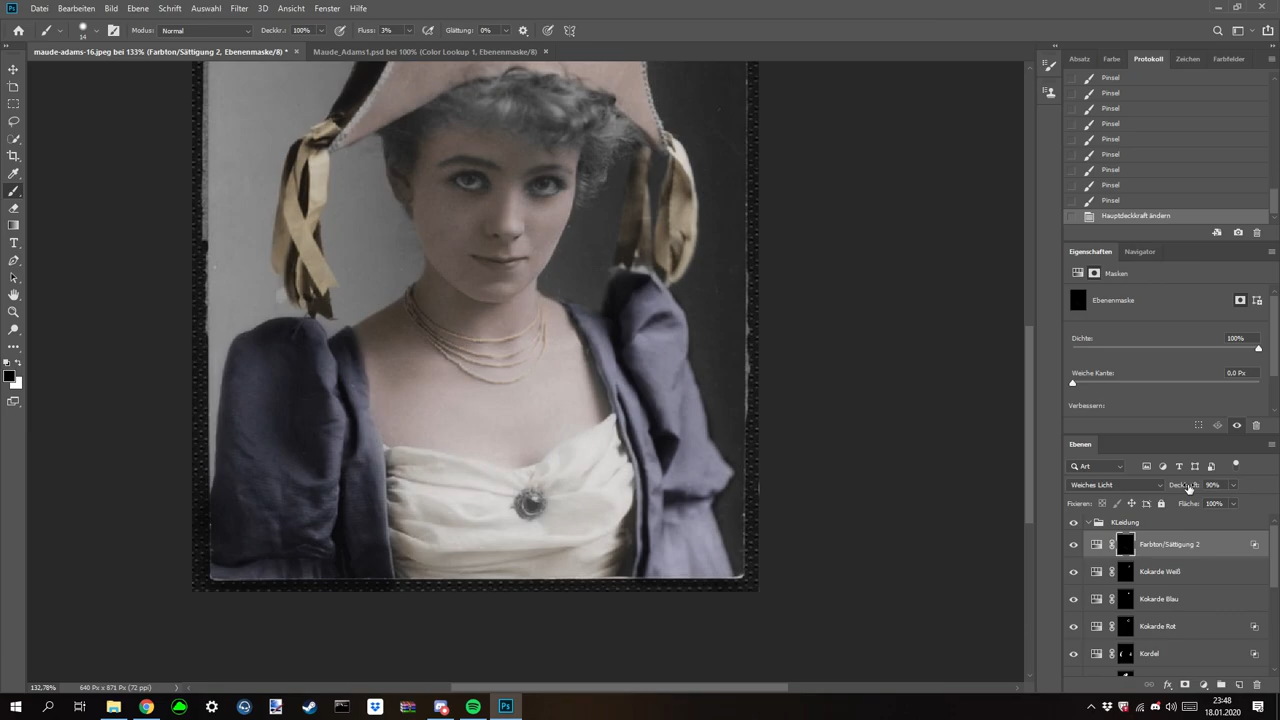 Datei Bearbeiten Bild Ebene Schrift Auswahl Filter 3D Ansicht Fenster Hilfe
14 Modus: Normal Deckkr.: 100% Fluss: 3% Glättung: 0%
maude-adams-16.jpeg bei 133% (Farbton/Sättigung 2, Ebenenmaske/8) * × Maude_Adams1.psd bei 100% (Color Lookup 1, Ebenenmaske/8) ×
Absatz Farbe Protokoll Zeichen Farbfelder
Pinsel
Pinsel
Pinsel
Pinsel
Pinsel
Pinsel
Pinsel
Pinsel
Pinsel
Hauptdeckkraft ändern
Eigenschaften Navigator
Masken
Ebenenmaske
Dichte: 100%
Weiche Kante: 0,0 Px
Verbessern:
Ebenen
Art
Weiches Licht 90%
Fixieren: Fläche: 100%
KLeidung
Farbton/Sättigung 2
Kokarde Weiß
Kokarde Blau
Kokarde Rot
Kordel
132,78% 640 Px x 871 Px (72 ppi)
23:48
18.01.2020